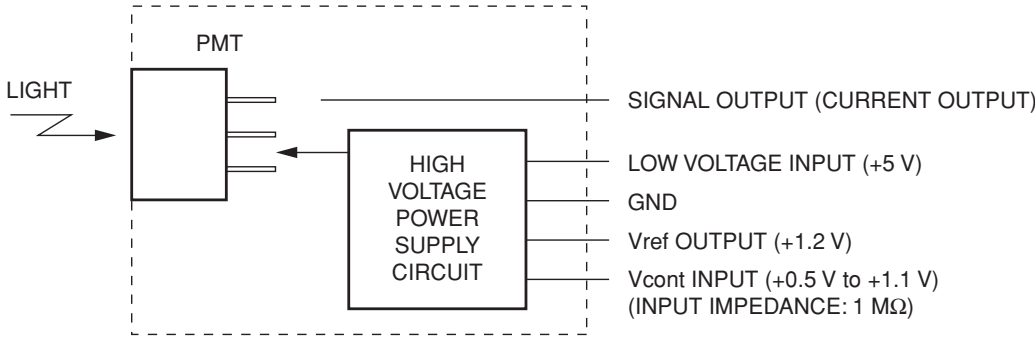 PMT
LIGHT
SIGNAL OUTPUT (CURRENT OUTPUT)
HIGH
VOLTAGE
POWER
SUPPLY
CIRCUIT
LOW VOLTAGE INPUT (+5 V)
GND
Vref OUTPUT (+1.2 V)
Vcont INPUT (+0.5 V to +1.1 V)
(INPUT IMPEDANCE: 1 MΩ)